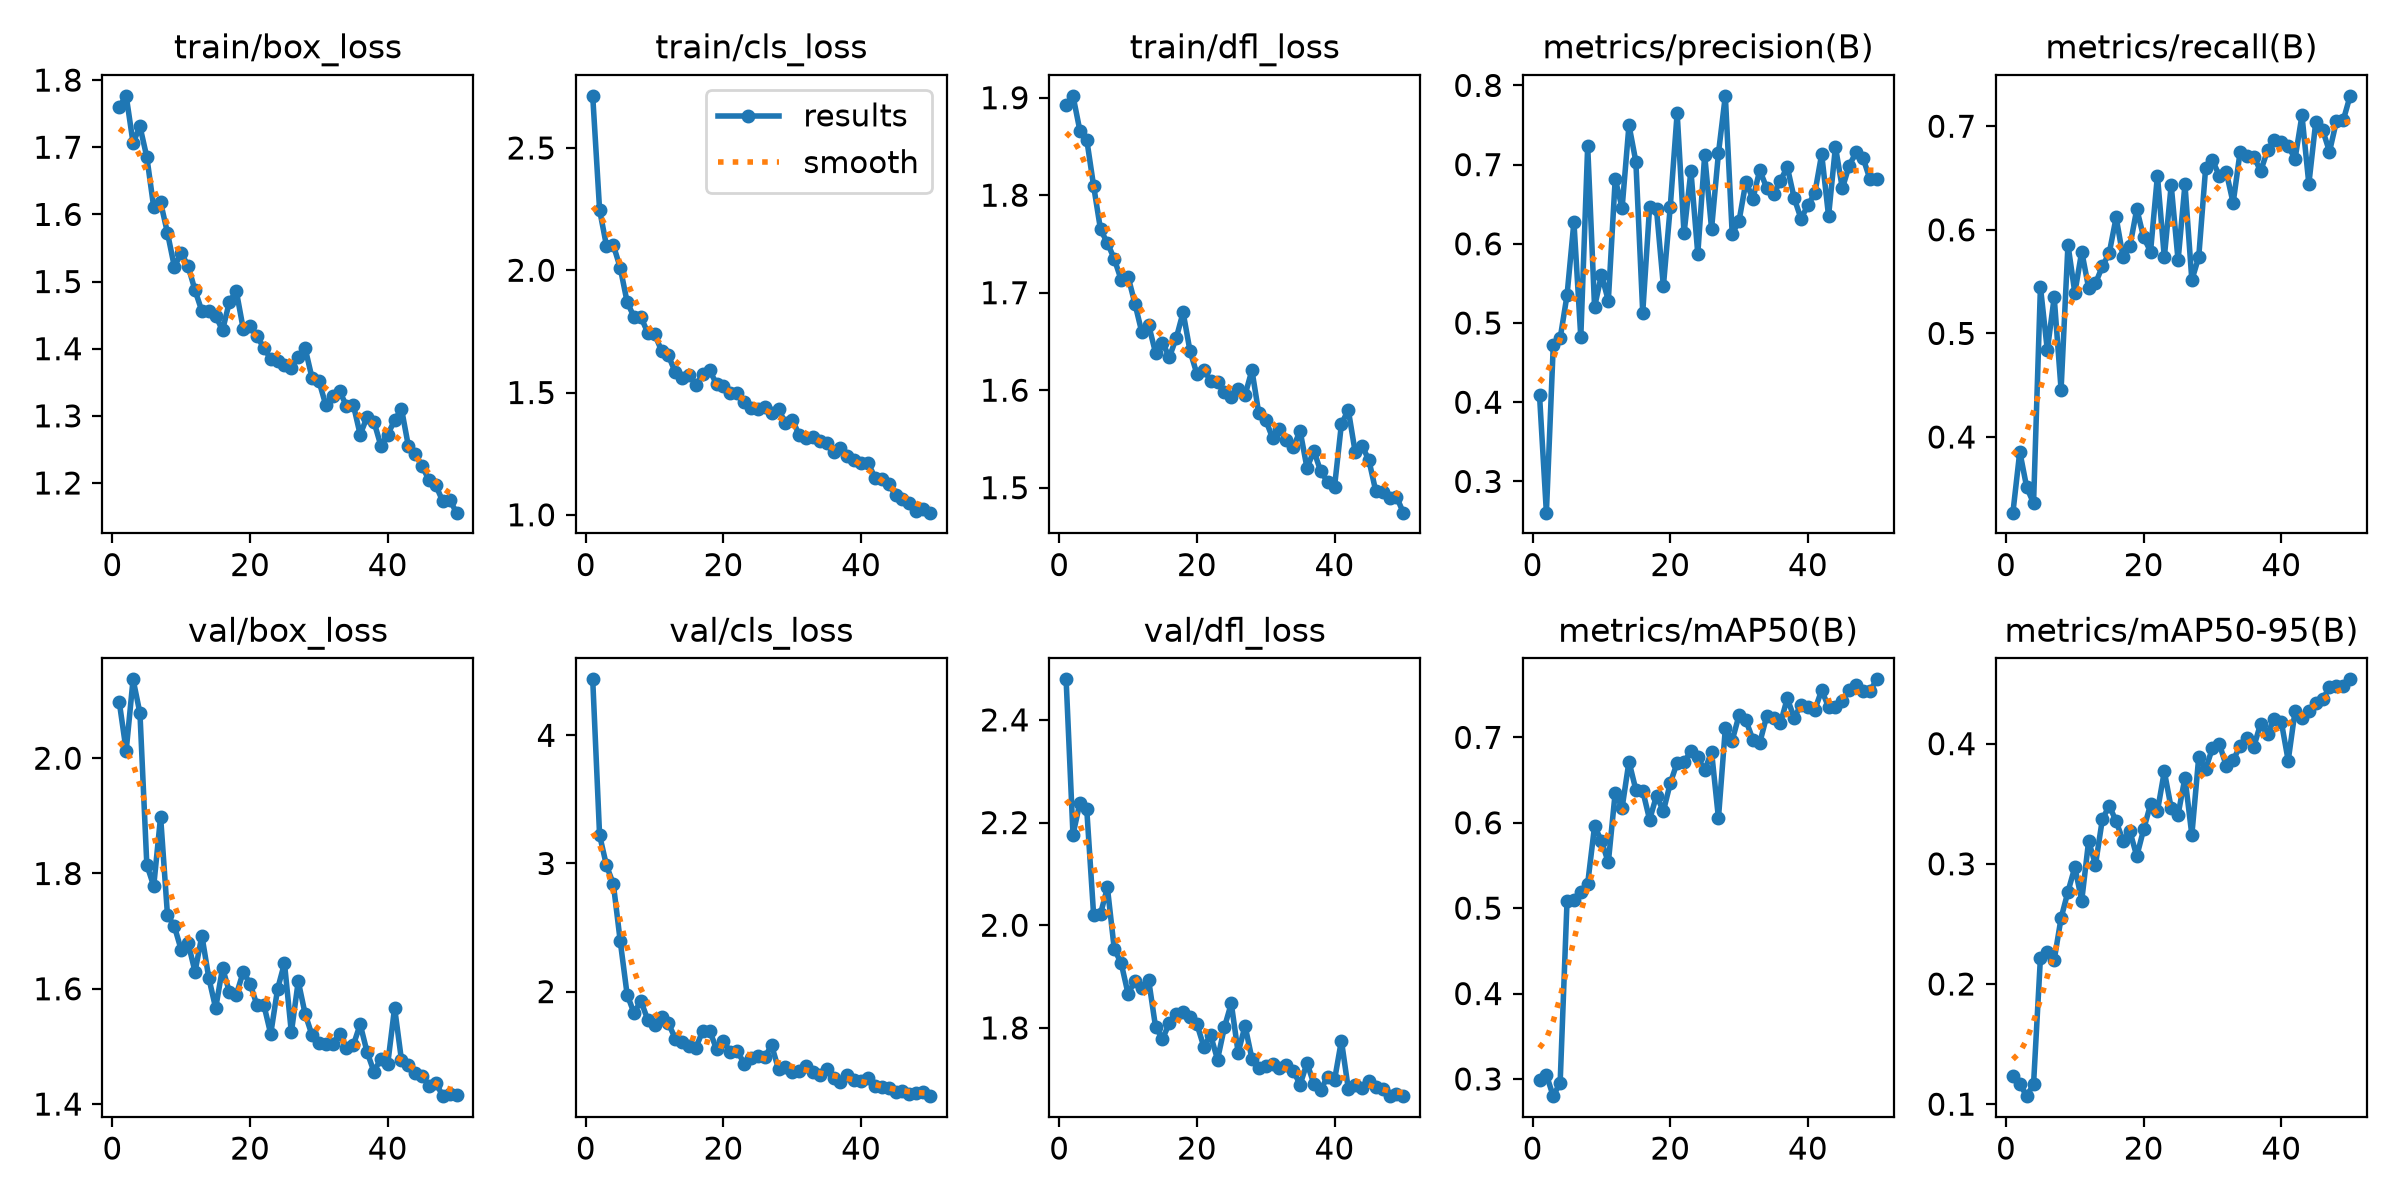 train/box_loss
1.8
1.7
1.6
1.5
1.4
1.3
1.2
0 20 40
train/cls_loss
results
smooth
2.5
2.0
1.5
1.0
0 20 40
train/dfl_loss
1.9
1.8
1.7
1.6
1.5
0 20 40
metrics/precision(B)
0.8
0.7
0.6
0.5
0.4
0.3
0 20 40
metrics/recall(B)
0.7
0.6
0.5
0.4
0 20 40
val/box_loss
2.0
1.8
1.6
1.4
0 20 40
val/cls_loss
4
3
2
0 20 40
val/dfl_loss
2.4
2.2
2.0
1.8
0 20 40
metrics/mAP50(B)
0.7
0.6
0.5
0.4
0.3
0 20 40
metrics/mAP50-95(B)
0.4
0.3
0.2
0.1
0 20 40